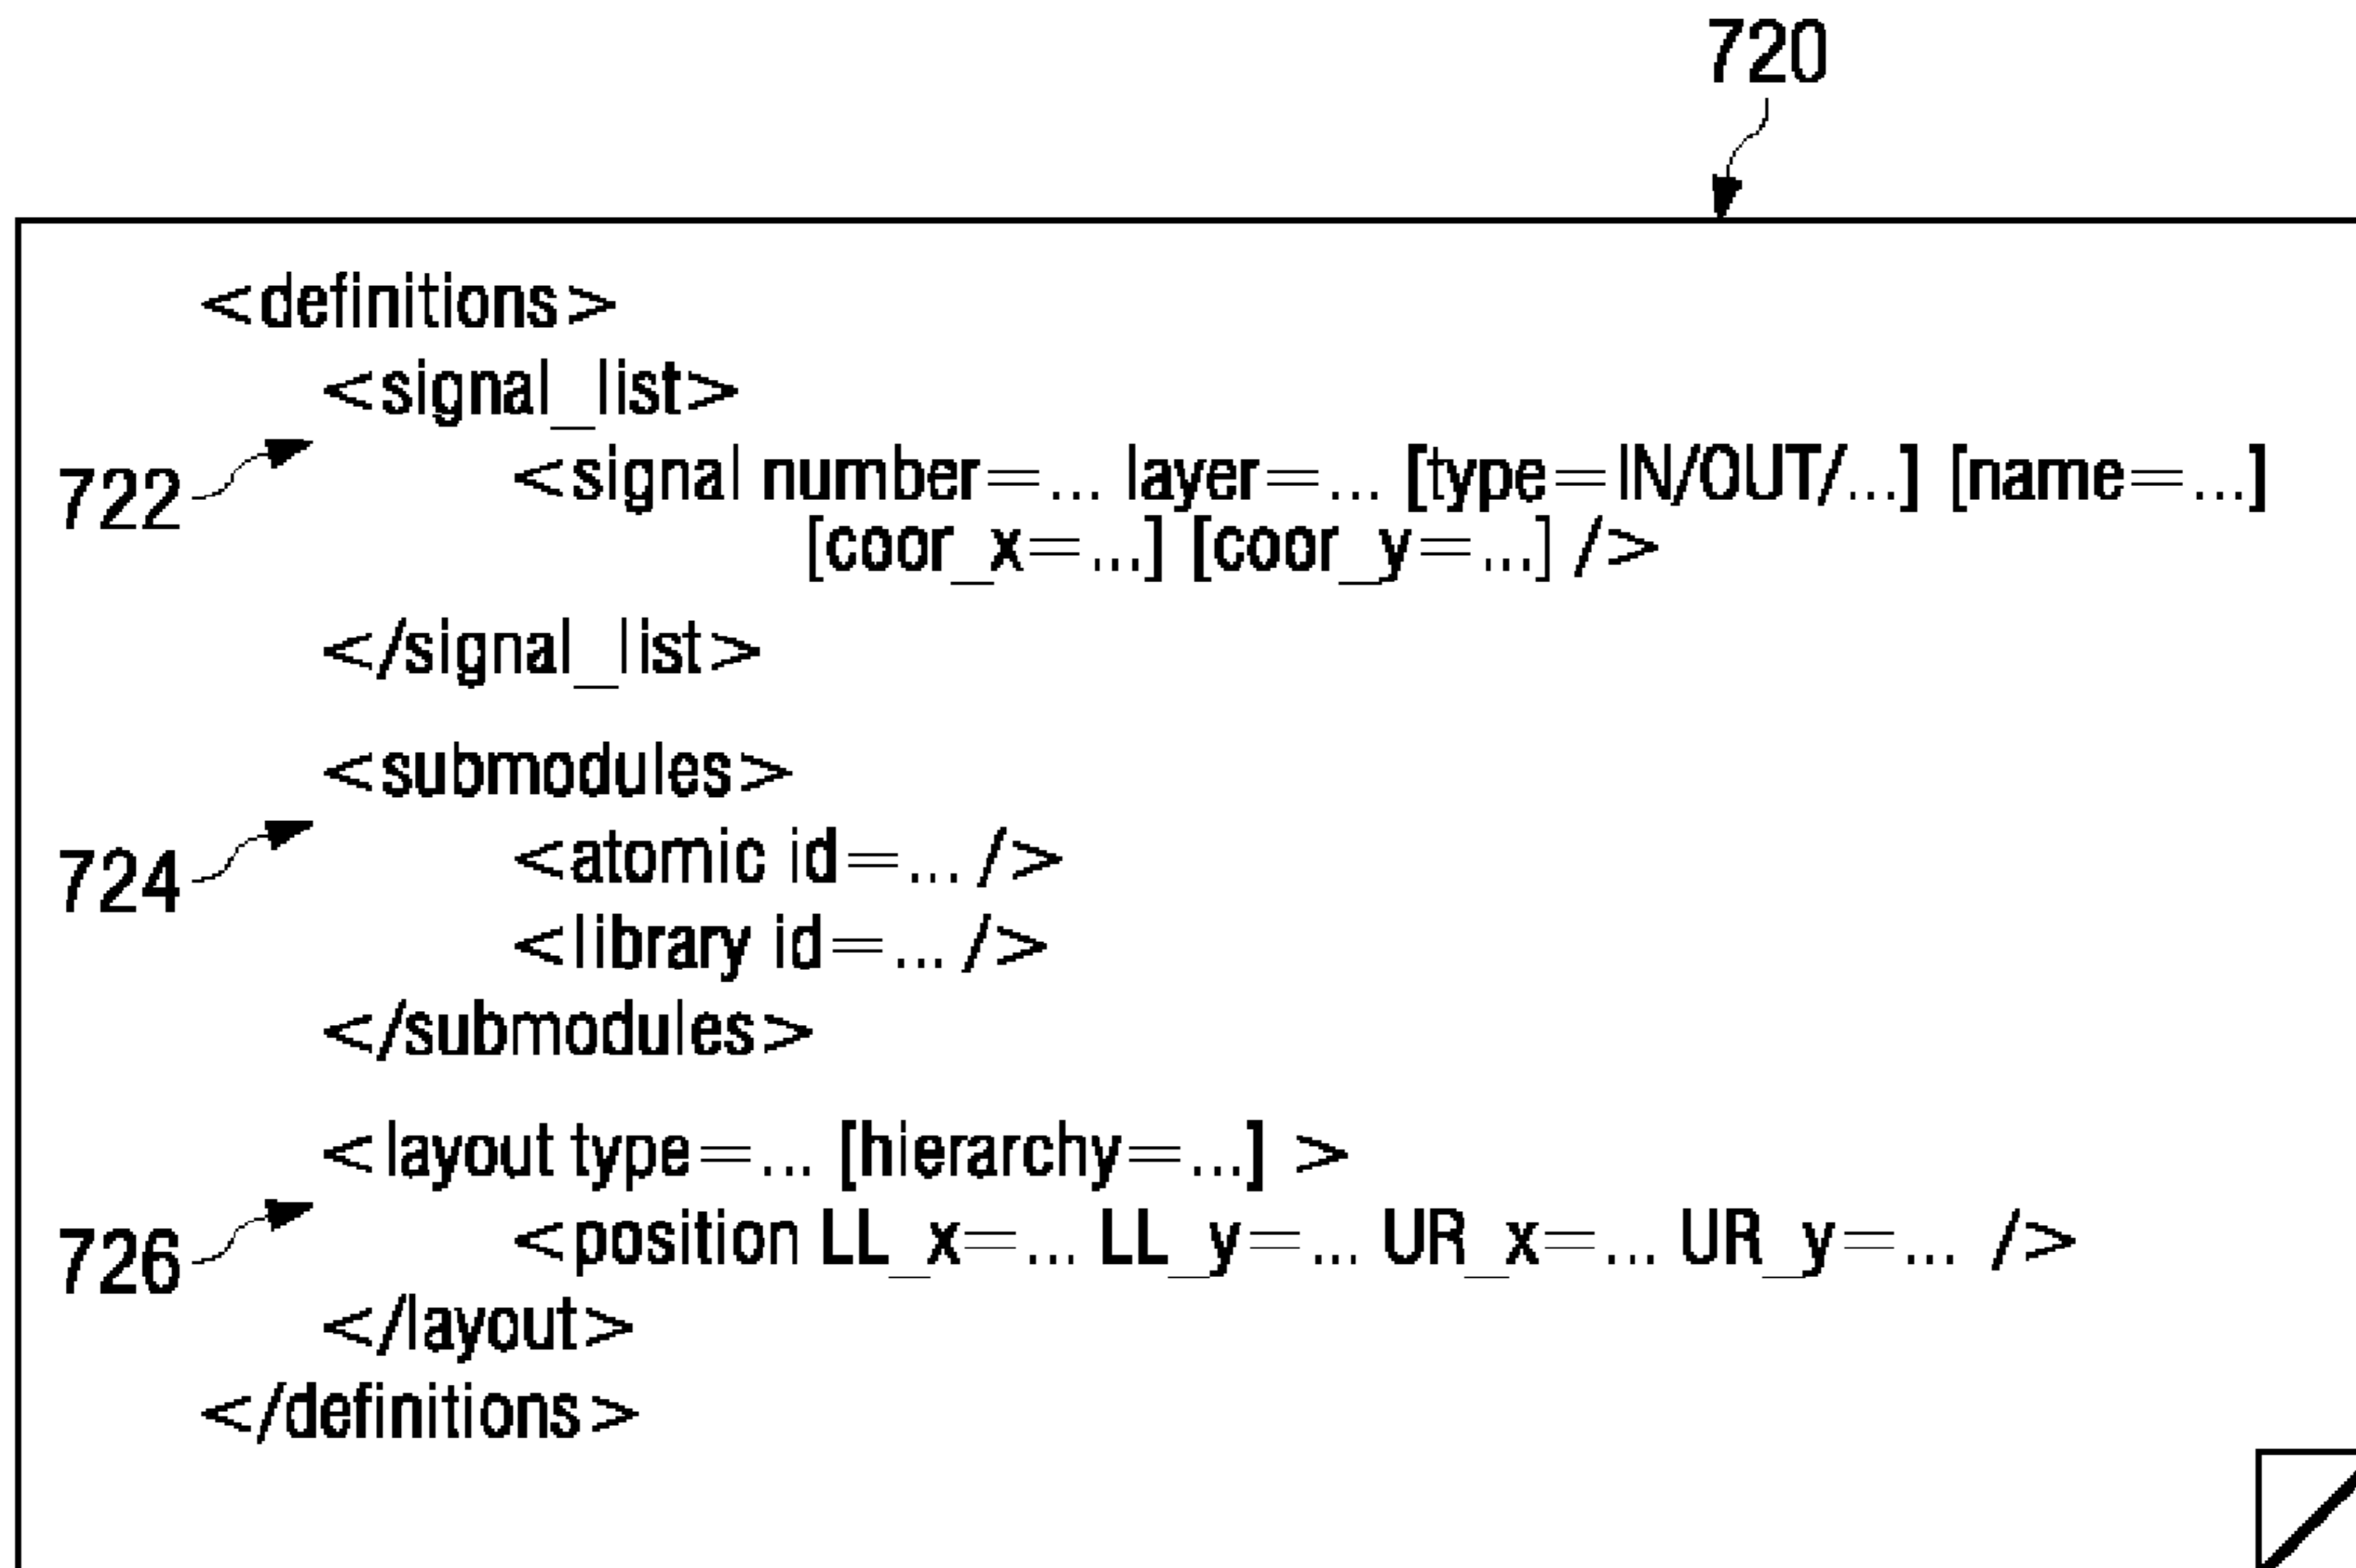 720
<definitions>
<signal_list>
722
<signal number=... layer=... [type=IN/OUT/...] [name=...]
[coor_x=...] [coor_y=...] />
</signal_list>
<submodules>
724
<atomic id=... />
<library id=... />
</submodules>
<layout type=... [hierarchy=...] >
726
<position LL_x=... LL_y=... UR_x=... UR_y=... />
</layout>
</definitions>